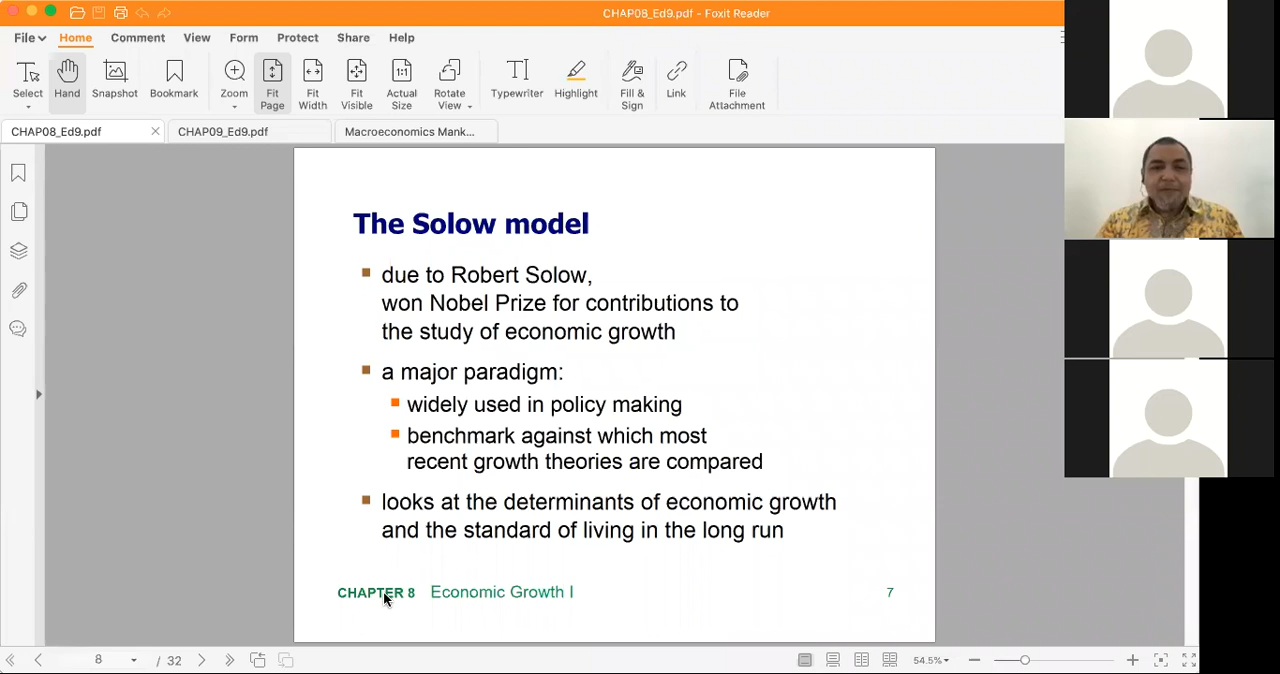 CHAP08_Ed9.pdf - Foxit Reader
File Home Comment View Form Protect Share Help
Select Hand Snapshot Bookmark Zoom Fit Page Fit Width Fit Visible Actual Size Rotate View Typewriter Highlight Fill & Sign Link File Attachment
CHAP08_Ed9.pdf CHAP09_Ed9.pdf Macroeconomics Mank...
The Solow model
due to Robert Solow,
won Nobel Prize for contributions to
the study of economic growth
a major paradigm:
widely used in policy making
benchmark against which most
recent growth theories are compared
looks at the determinants of economic growth
and the standard of living in the long run
CHAPTER 8 Economic Growth I 7
8 / 32 54.5%